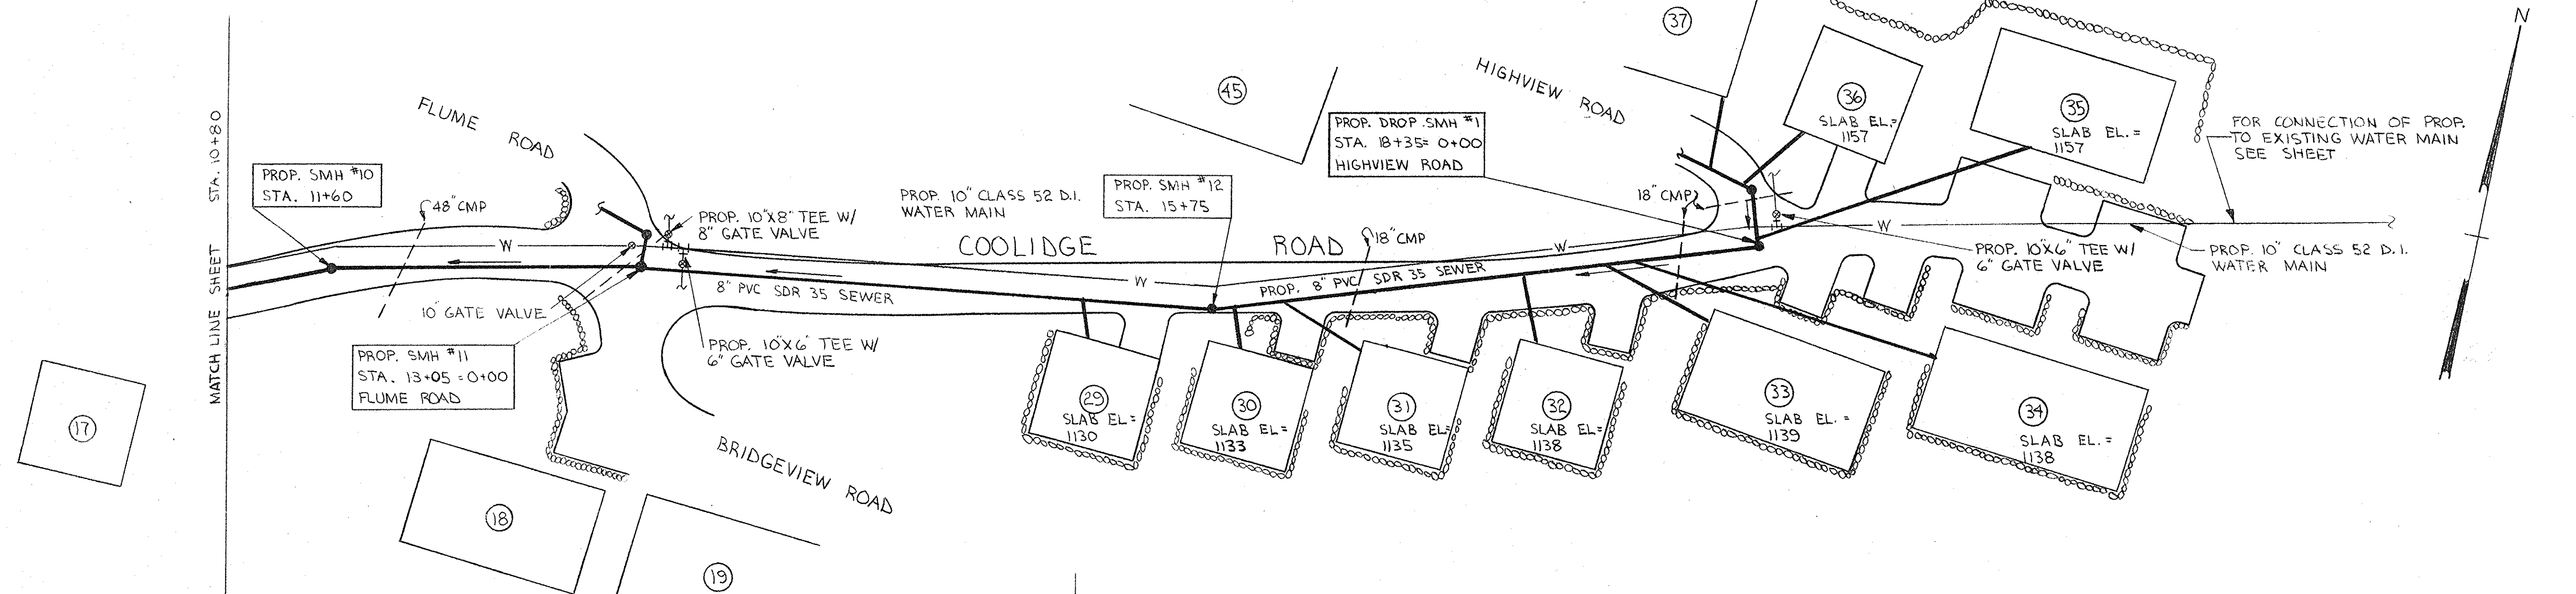 MATCH LINE SHEET STA. 10+80
FLUME
ROAD
PROP. SMH #10
STA. 11+60
48" CMP
W
10" GATE VALVE
PROP. SMH #11
STA. 13+05 = 0+00
FLUME ROAD
PROP. 10"X8" TEE W/
8" GATE VALVE
PROP. 10" CLASS 52 D.I.
WATER MAIN
COOLIDGE ROAD
PROP. SMH #12
STA. 15+75
8" PVC SDR 35 SEWER
W
PROP. 10"X6" TEE W/
6" GATE VALVE
BRIDGEVIEW ROAD
17
18
19
45
HIGHVIEW ROAD
37
PROP. DROP SMH #1
STA. 18+35= 0+00
HIGHVIEW ROAD
18" CMP
18" CMP
W
PROP. 8" PVC SDR 35 SEWER
36
SLAB EL.=
1157
35
SLAB EL.=
1157
FOR CONNECTION OF PROP.
TO EXISTING WATER MAIN
SEE SHEET
W
PROP. 10"X6" TEE W/
6" GATE VALVE
PROP. 10" CLASS 52 D.I.
WATER MAIN
29
SLAB EL=
1130
30
SLAB EL=
1133
31
SLAB EL=
1135
32
SLAB EL=
1138
33
SLAB EL. =
1139
34
SLAB EL. =
1138
N